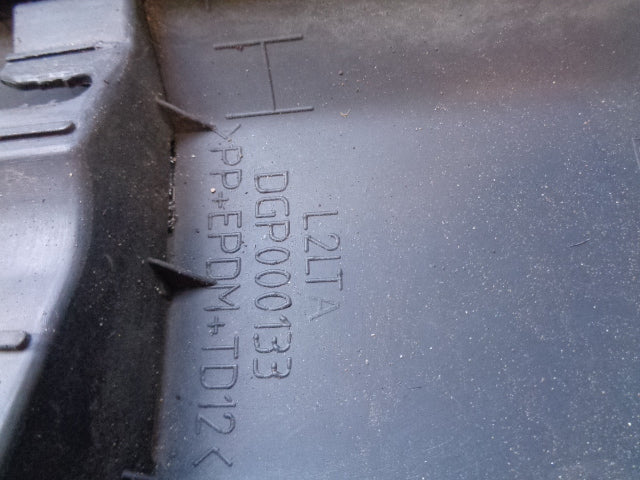 L2LTA
DGP000133
>PP+EPDM+TD12<